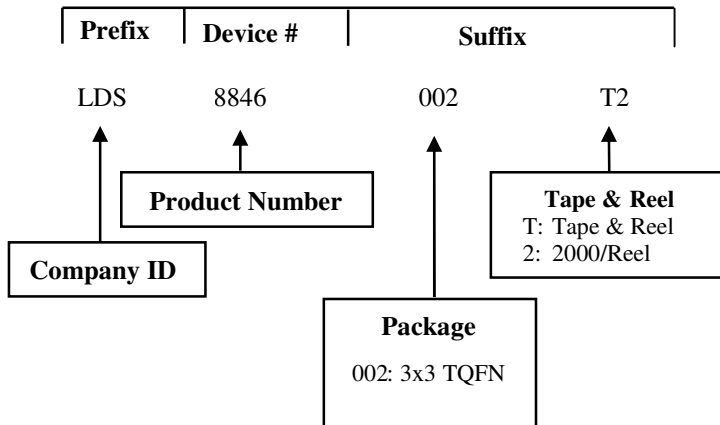 Prefix Device # Suffix
LDS 8846 002 T2
Product Number
Tape & Reel
T: Tape & Reel
2: 2000/Reel
Company ID
Package
002: 3x3 TQFN